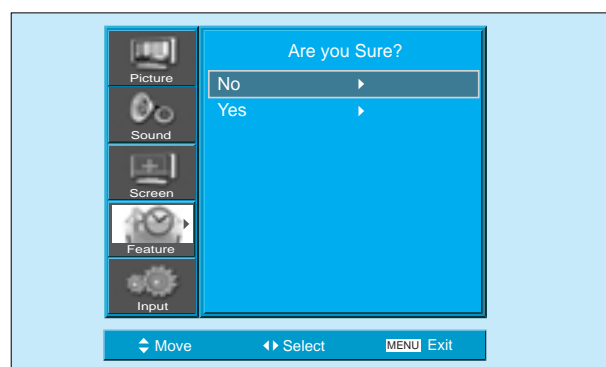 Are you Sure?
Picture
No
Yes
Sound
Screen
Feature
Input
Move Select MENU Exit